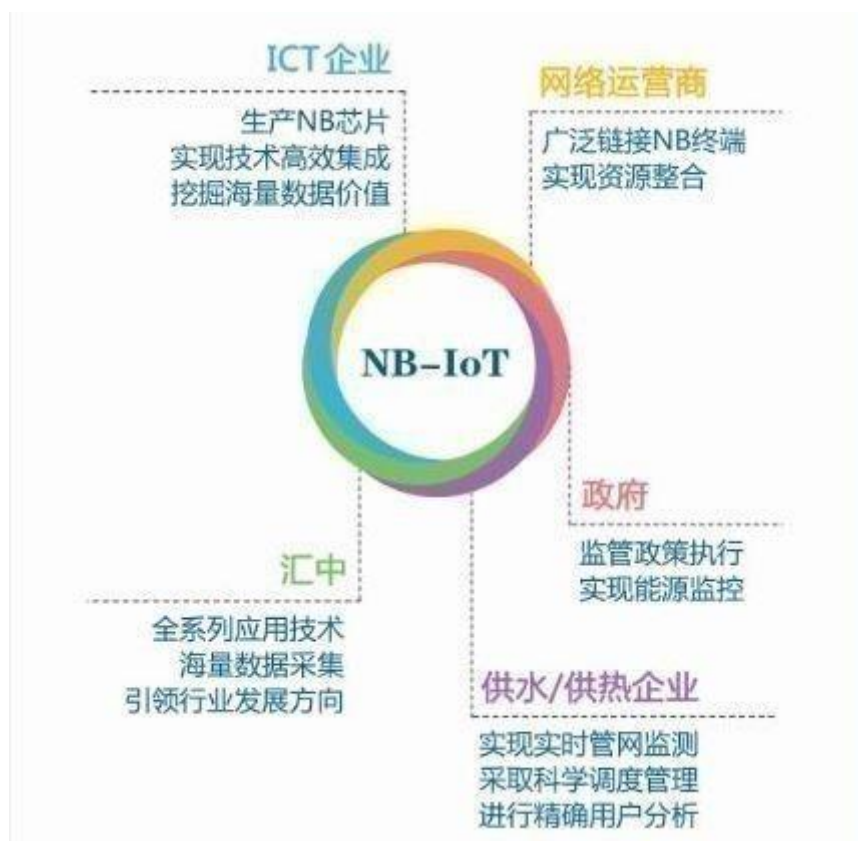 ICT企业
生产NB芯片
实现技术高效集成
挖掘海量数据价值
网络运营商
广泛链接NB终端
实现资源整合
NB-IoT
政府
监管政策执行
实现能源监控
汇中
全系列应用技术
海量数据采集
引领行业发展方向
供水/供热企业
实现实时管网监测
采取科学调度管理
进行精确用户分析